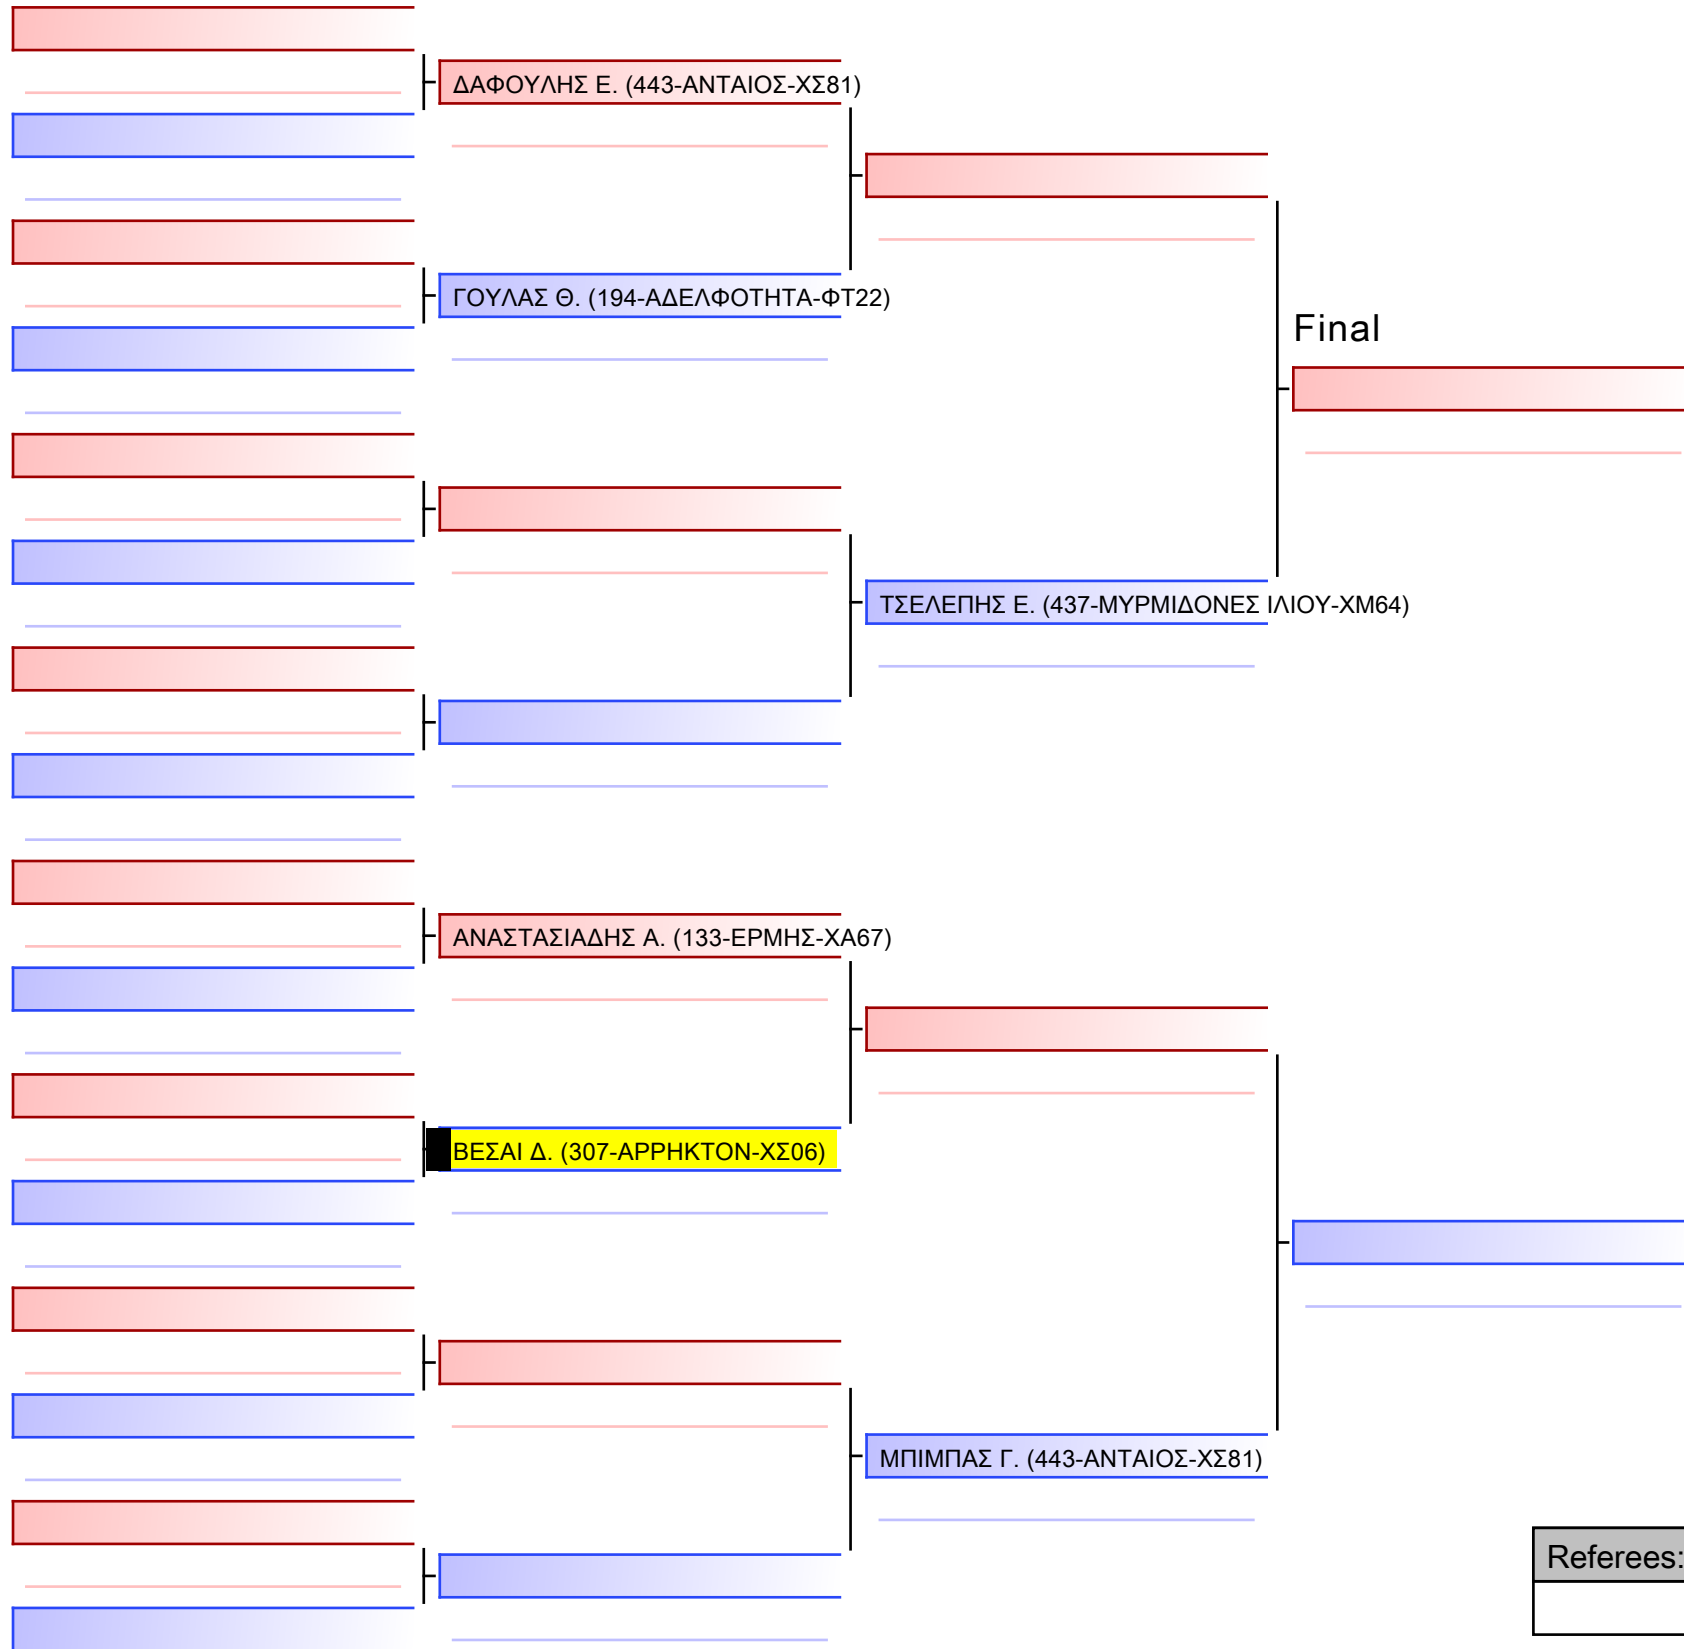 ΔΑΦΟΥΛΗΣ Ε. (443-ΑΝΤΑΙΟΣ-ΧΣ81)
ΓΟΥΛΑΣ Θ. (194-ΑΔΕΛΦΟΤΗΤΑ-ΦΤ22)
Final
ΤΣΕΛΕΠΗΣ Ε. (437-ΜΥΡΜΙΔΟΝΕΣ ΙΛΙΟΥ-ΧΜ64)
ΑΝΑΣΤΑΣΙΑΔΗΣ Α. (133-ΕΡΜΗΣ-ΧΑ67)
ΒΕΣΑΙ Δ. (307-ΑΡΡΗΚΤΟΝ-ΧΣ06)
ΜΠΙΜΠΑΣ Γ. (443-ΑΝΤΑΙΟΣ-ΧΣ81)
Referees: